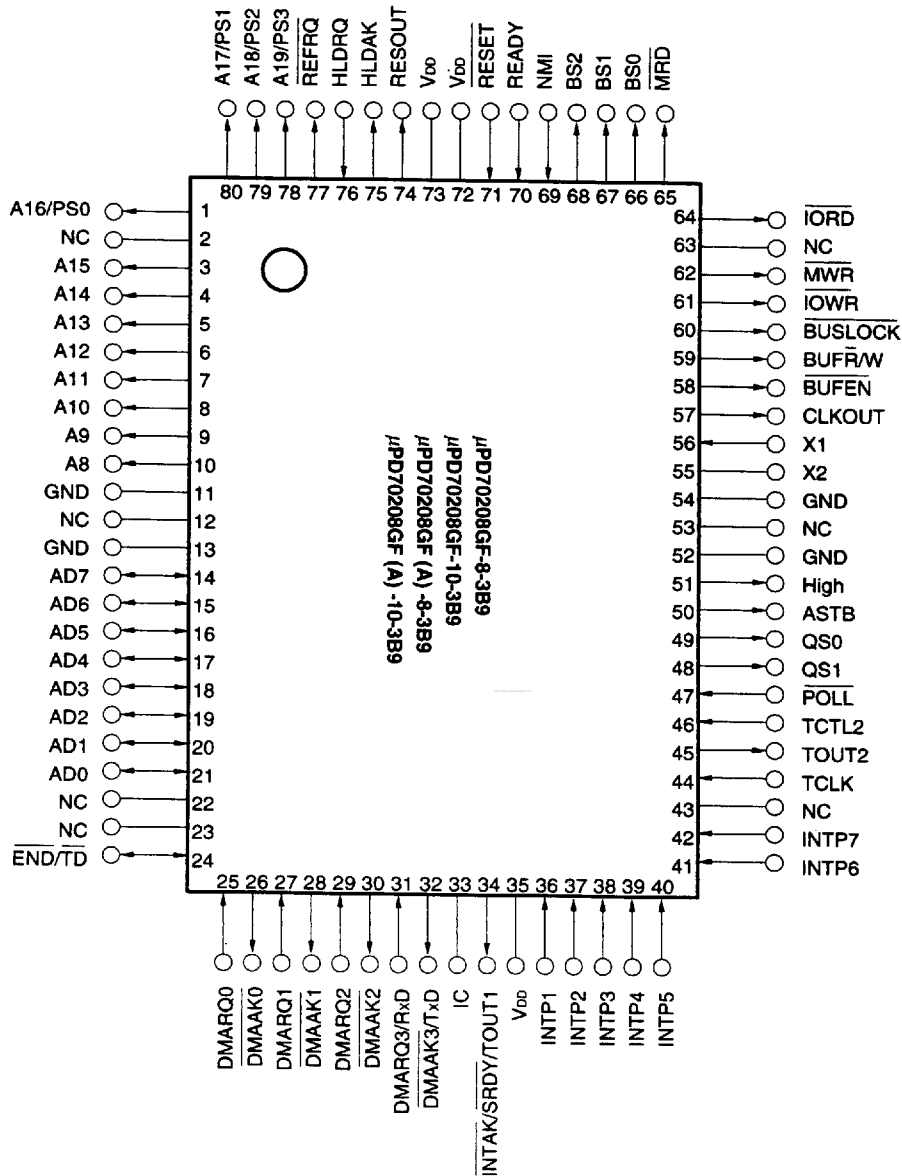 A17/PS1 A18/PS2 A19/PS3 REFRQ HLDRQ HLDAK RESOUT VDD VDD RESET READY NMI BS2 BS1 BS0 MRD
80 79 78 77 76 75 74 73 72 71 70 69 68 67 66 65
A16/PS0 1
NC 2
A15 3
A14 4
A13 5
A12 6
A11 7
A10 8
A9 9
A8 10
GND 11
NC 12
GND 13
AD7 14
AD6 15
AD5 16
AD4 17
AD3 18
AD2 19
AD1 20
AD0 21
NC 22
NC 23
END/TD 24
µPD70208GF-8-3B9
µPD70208GF-10-3B9
µPD70208GF (A) -8-3B9
µPD70208GF (A) -10-3B9
64 IORD
63 NC
62 MWR
61 IOWR
60 BUSLOCK
59 BUFR/W
58 BUFEN
57 CLKOUT
56 X1
55 X2
54 GND
53 NC
52 GND
51 High
50 ASTB
49 QS0
48 QS1
47 POLL
46 TCTL2
45 TOUT2
44 TCLK
43 NC
42 INTP7
41 INTP6
25 26 27 28 29 30 31 32 33 34 35 36 37 38 39 40
DMARQ0 DMAAK0 DMARQ1 DMAAK1 DMARQ2 DMAAK2 DMARQ3/RxD DMAAK3/TxD IC INTAK/SRDY/TOUT1 VDD INTP1 INTP2 INTP3 INTP4 INTP5